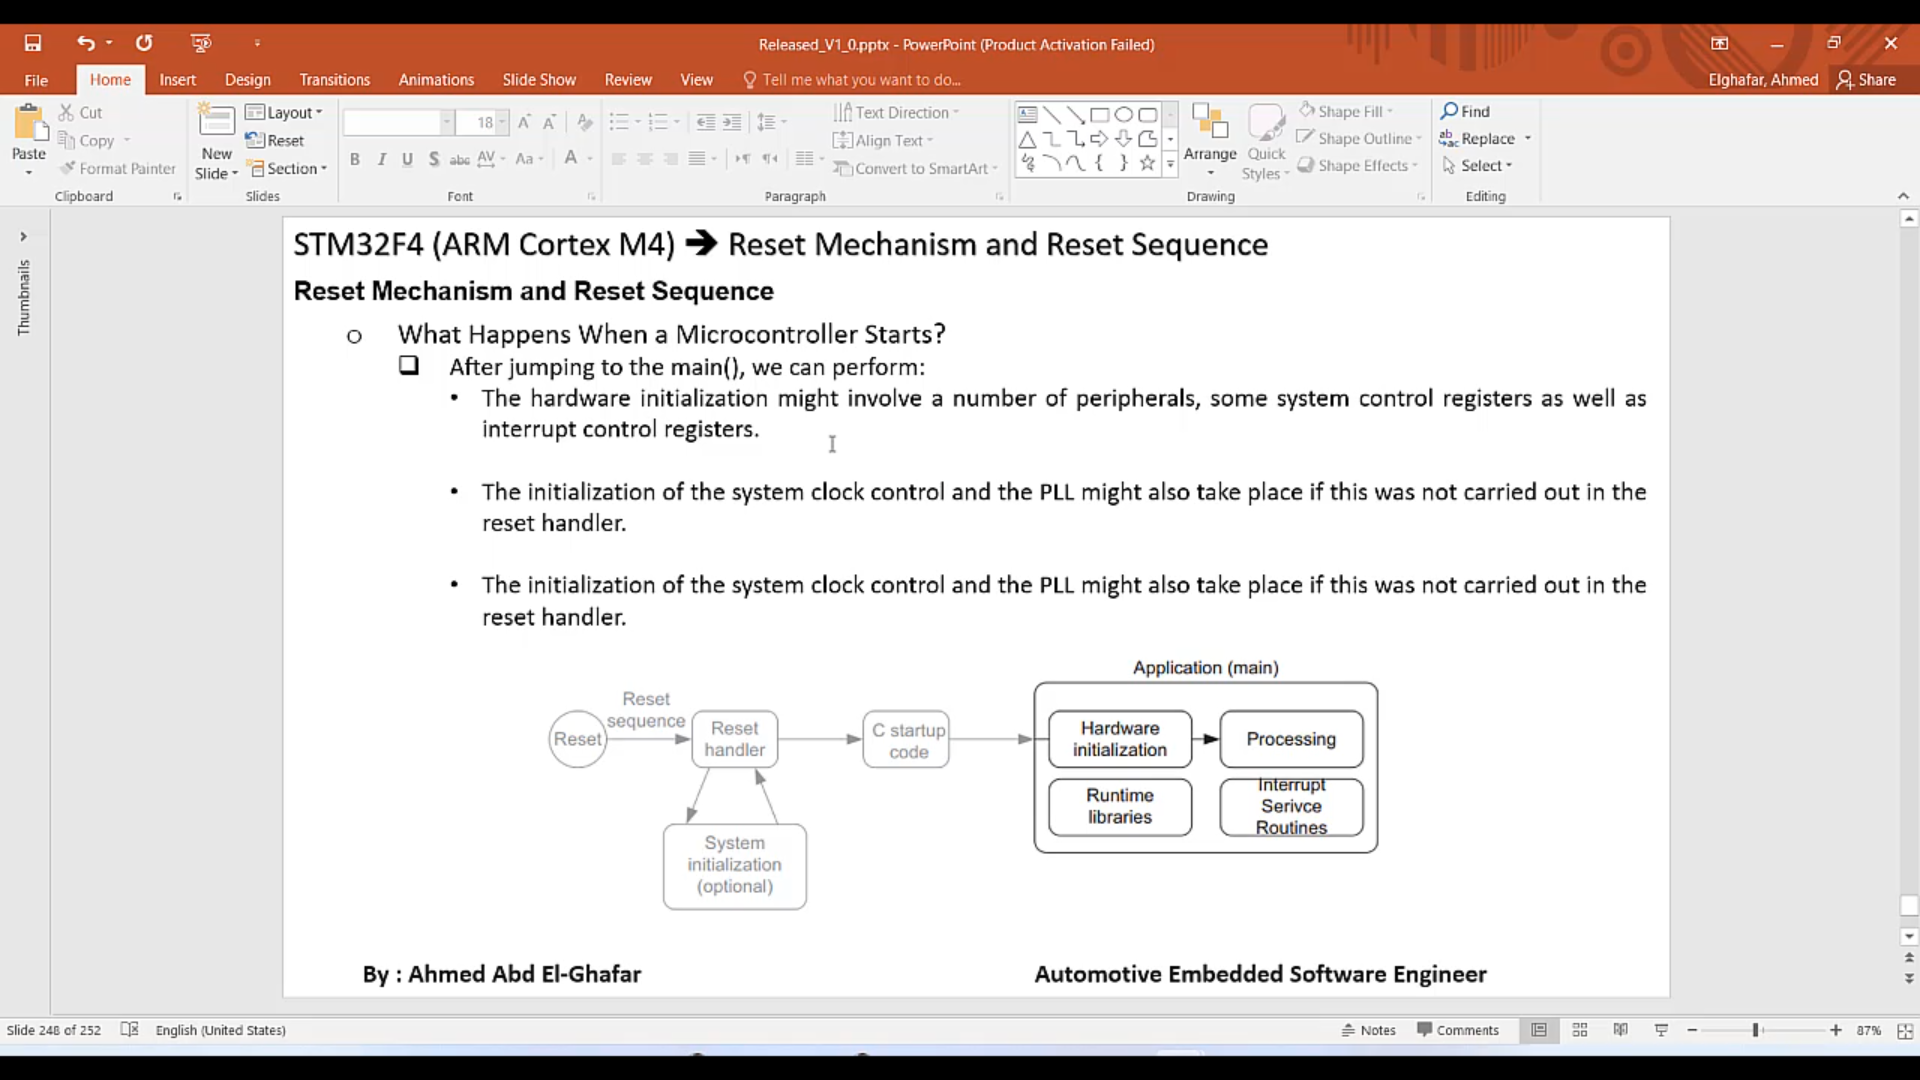 Released_V1_0.pptx - PowerPoint (Product Activation Failed)
File Home Insert Design Transitions Animations Slide Show Review View Tell me what you want to do... Elghafar, Ahmed Share
Paste
Cut
Copy
Format Painter
Clipboard
New
Slide
Layout
Reset
Section
Slides
18
Font
Text Direction
Align Text
Convert to SmartArt
Paragraph
Arrange
Quick
Styles
Shape Fill
Shape Outline
Shape Effects
Drawing
Find
Replace
Select
Editing
Thumbnails
STM32F4 (ARM Cortex M4) ➔ Reset Mechanism and Reset Sequence
Reset Mechanism and Reset Sequence
o What Happens When a Microcontroller Starts?
❑ After jumping to the main(), we can perform:
• The hardware initialization might involve a number of peripherals, some system control registers as well as
interrupt control registers.
• The initialization of the system clock control and the PLL might also take place if this was not carried out in the
reset handler.
• The initialization of the system clock control and the PLL might also take place if this was not carried out in the
reset handler.
Application (main)
Reset
Reset
sequence
Reset
handler
C startup
code
Hardware
initialization
Processing
Runtime
libraries
Interrupt
Serivce
Routines
System
initialization
(optional)
By : Ahmed Abd El-Ghafar
Automotive Embedded Software Engineer
Slide 248 of 252 English (United States) Notes Comments 87%